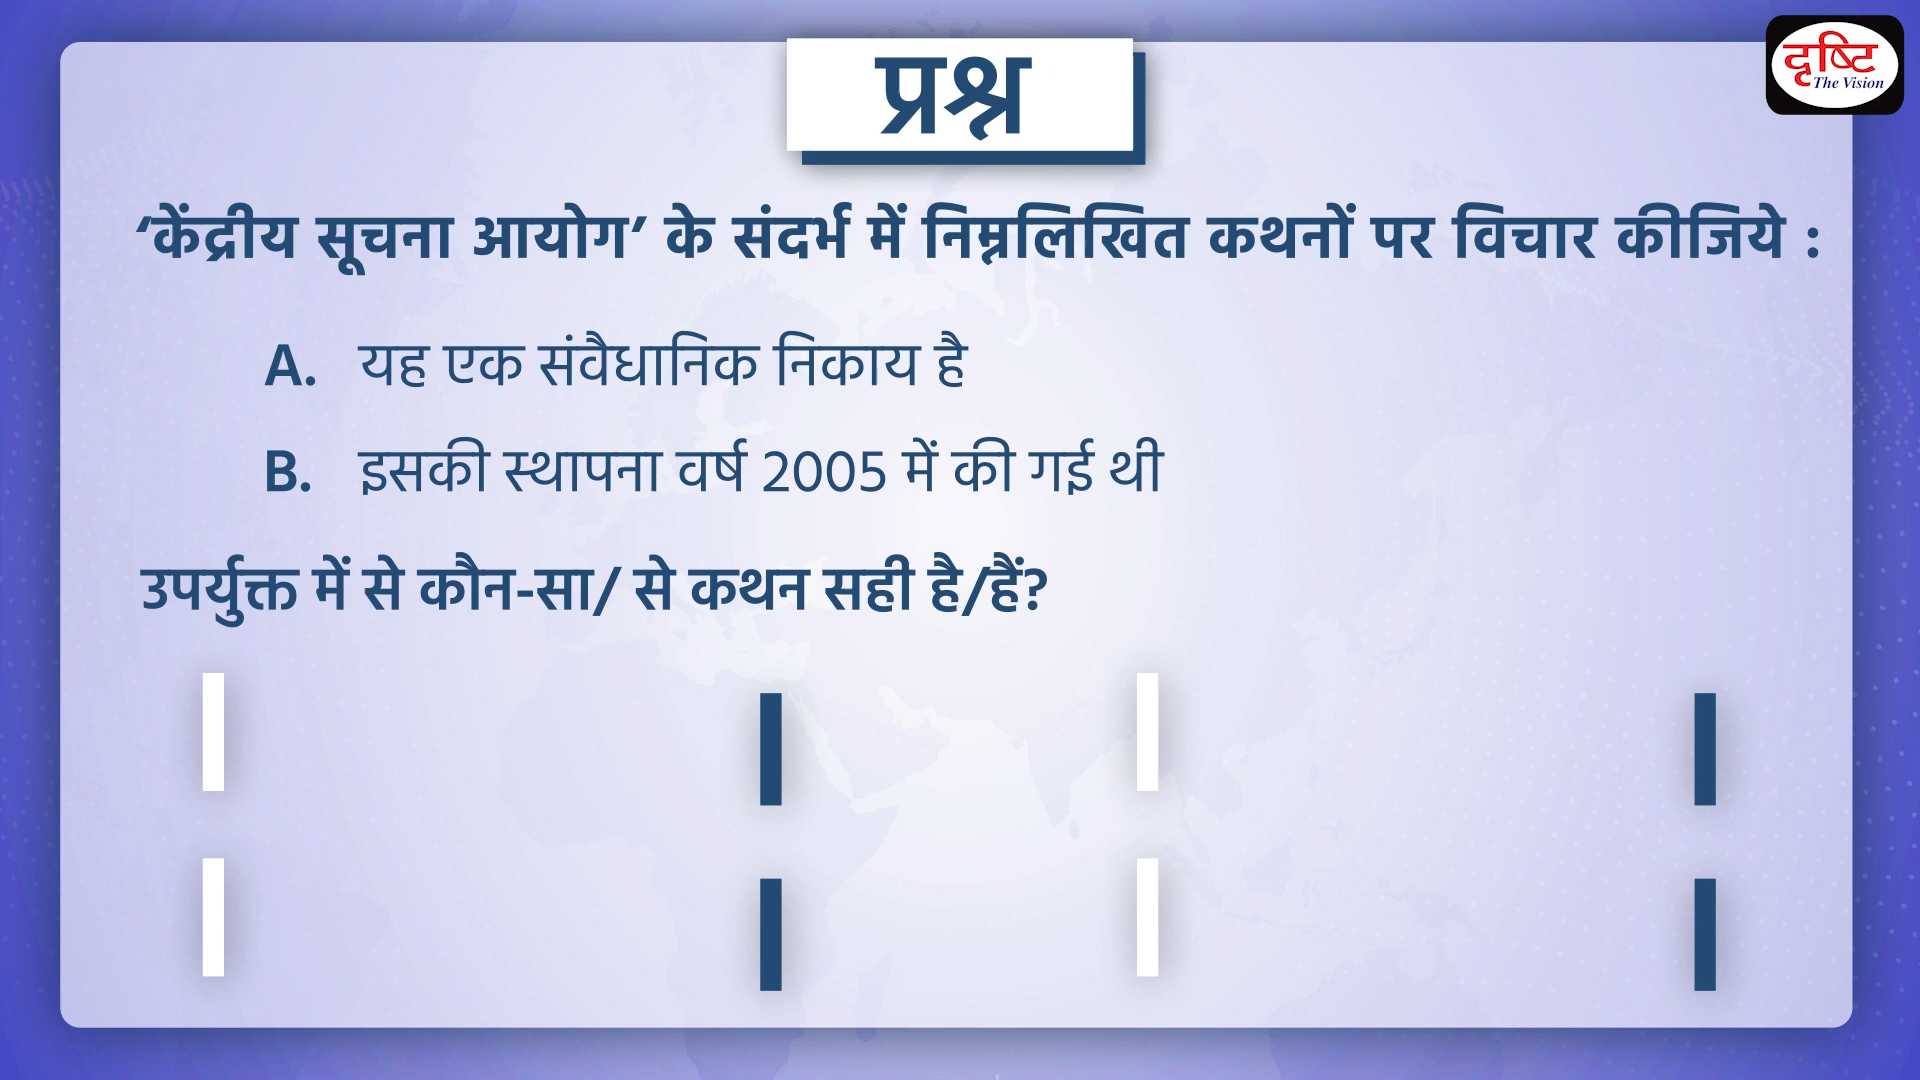 प्रश्न
दृष्टि
The Vision
‘केंद्रीय सूचना आयोग’ के संदर्भ में निम्नलिखित कथनों पर विचार कीजिये :
A. यह एक संवैधानिक निकाय है
B. इसकी स्थापना वर्ष 2005 में की गई थी
उपर्युक्त में से कौन-सा/ से कथन सही है/हैं?